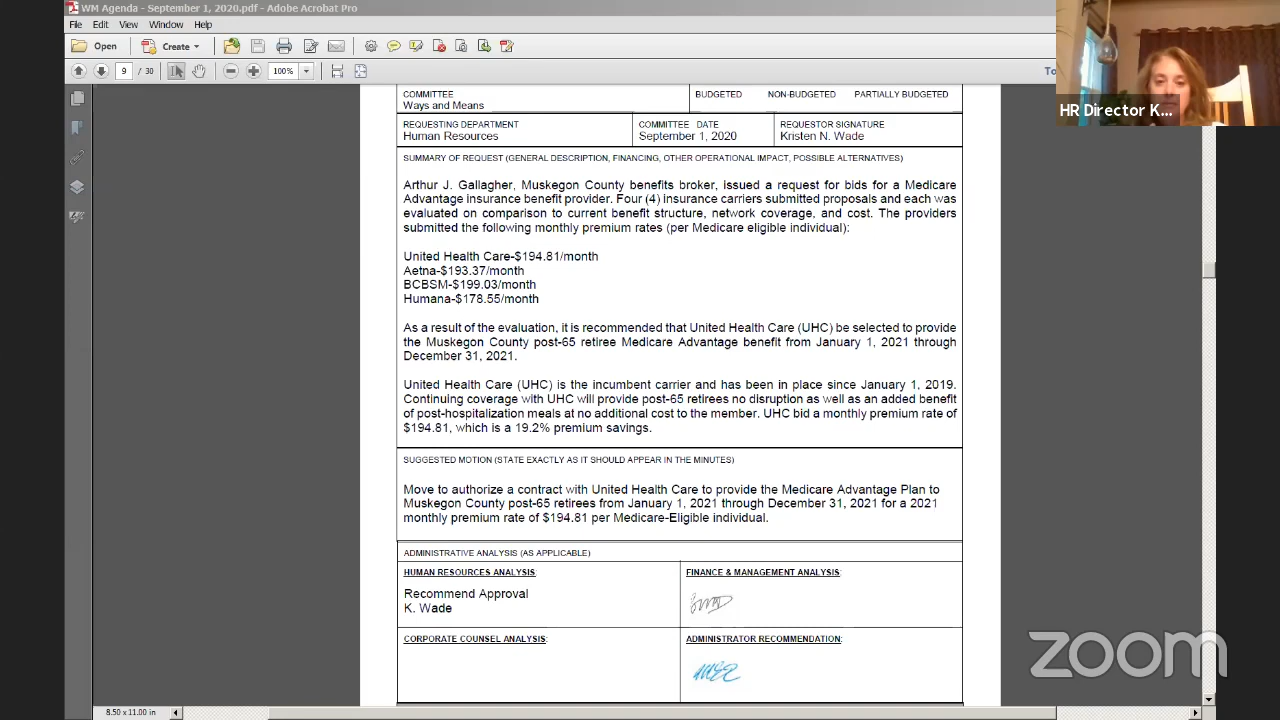 WM Agenda - September 1, 2020.pdf - Adobe Acrobat Pro
File Edit View Window Help
Open Create
9 / 30 100% To
HR Director K...
COMMITTEE BUDGETED NON-BUDGETED PARTIALLY BUDGETED
Ways and Means
REQUESTING DEPARTMENT COMMITTEE DATE REQUESTOR SIGNATURE
Human Resources September 1, 2020 Kristen N. Wade
SUMMARY OF REQUEST (GENERAL DESCRIPTION, FINANCING, OTHER OPERATIONAL IMPACT, POSSIBLE ALTERNATIVES)
Arthur J. Gallagher, Muskegon County benefits broker, issued a request for bids for a Medicare
Advantage insurance benefit provider. Four (4) insurance carriers submitted proposals and each was
evaluated on comparison to current benefit structure, network coverage, and cost. The providers
submitted the following monthly premium rates (per Medicare eligible individual):
United Health Care-$194.81/month
Aetna-$193.37/month
BCBSM-$199.03/month
Humana-$178.55/month
As a result of the evaluation, it is recommended that United Health Care (UHC) be selected to provide
the Muskegon County post-65 retiree Medicare Advantage benefit from January 1, 2021 through
December 31, 2021.
United Health Care (UHC) is the incumbent carrier and has been in place since January 1, 2019.
Continuing coverage with UHC will provide post-65 retirees no disruption as well as an added benefit
of post-hospitalization meals at no additional cost to the member. UHC bid a monthly premium rate of
$194.81, which is a 19.2% premium savings.
SUGGESTED MOTION (STATE EXACTLY AS IT SHOULD APPEAR IN THE MINUTES)
Move to authorize a contract with United Health Care to provide the Medicare Advantage Plan to
Muskegon County post-65 retirees from January 1, 2021 through December 31, 2021 for a 2021
monthly premium rate of $194.81 per Medicare-Eligible individual.
ADMINISTRATIVE ANALYSIS (AS APPLICABLE)
HUMAN RESOURCES ANALYSIS: FINANCE & MANAGEMENT ANALYSIS:
Recommend Approval
K. Wade
CORPORATE COUNSEL ANALYSIS: ADMINISTRATOR RECOMMENDATION:
zoom
8.50 x 11.00 in